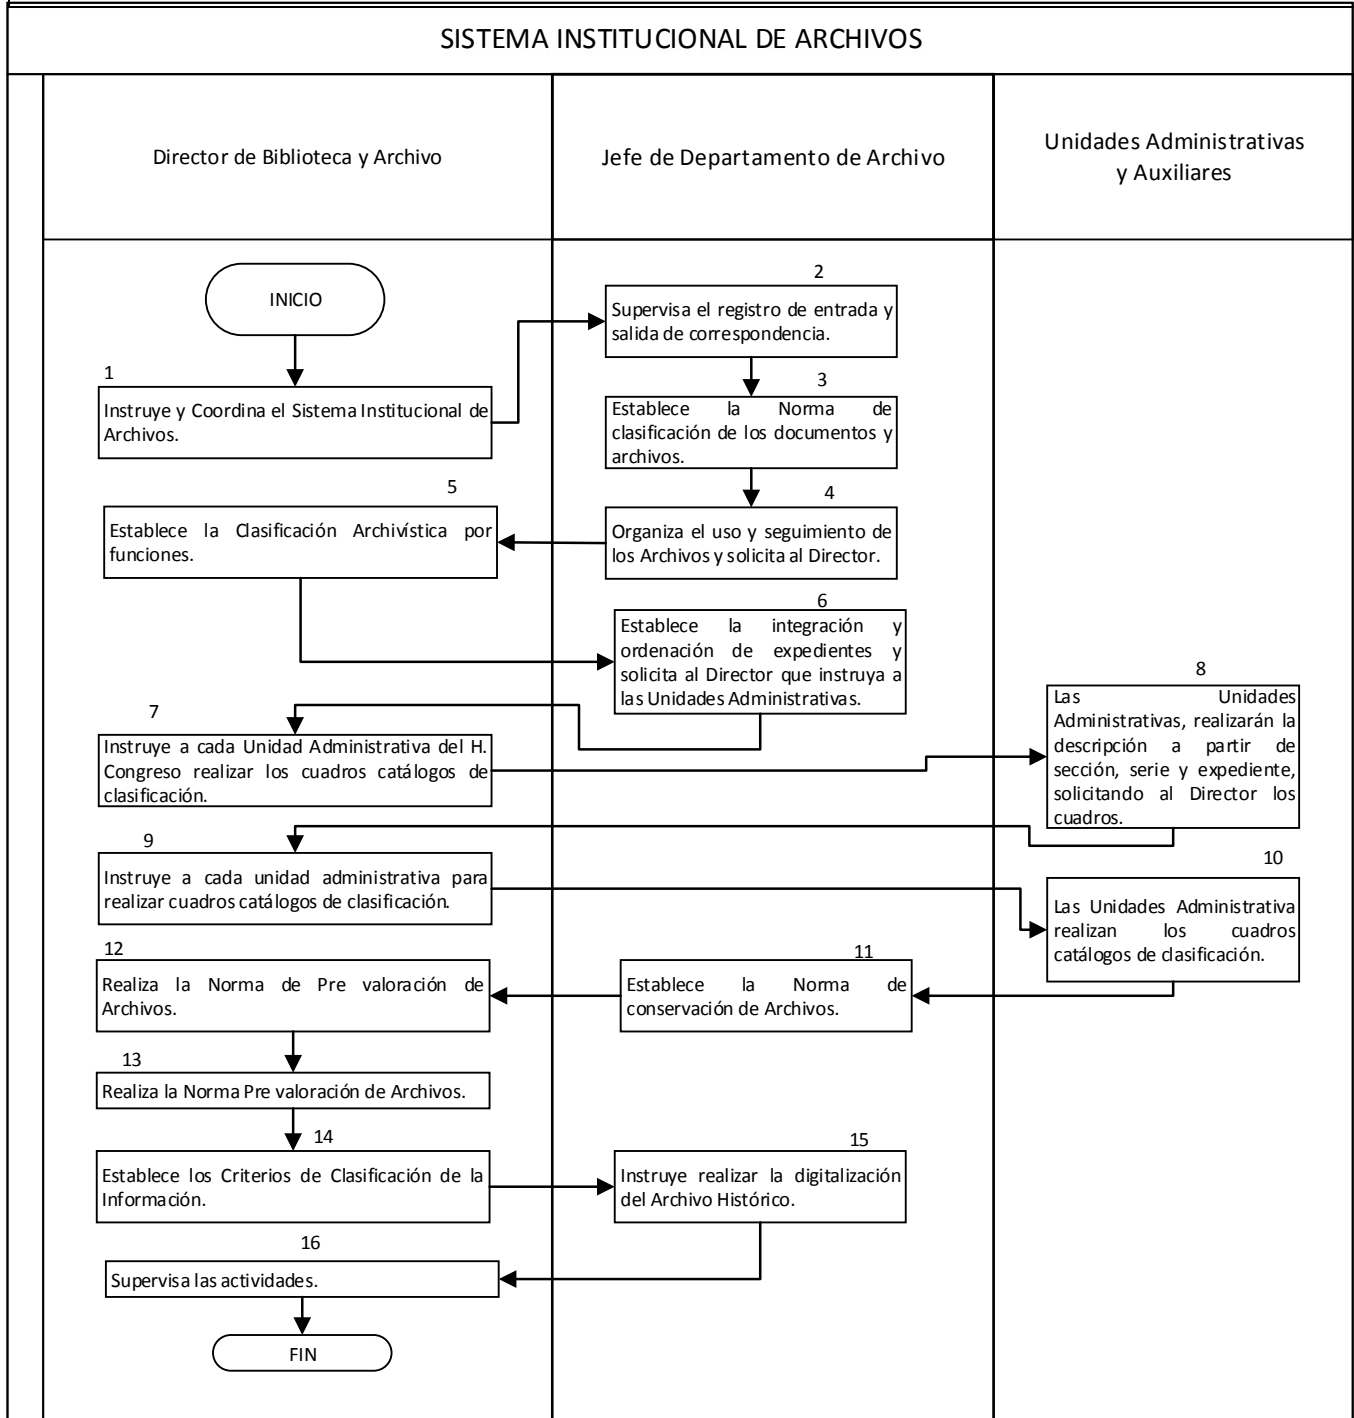 SISTEMA INSTITUCIONAL DE ARCHIVOS
Director de Biblioteca y Archivo
Jefe de Departamento de Archivo
Unidades Administrativas
y Auxiliares
INICIO
1
Instruye y Coordina el Sistema Institucional de
Archivos.
2
Supervisa el registro de entrada y
salida de correspondencia.
3
Establece la Norma de
clasificación de los documentos y
archivos.
4
Organiza el uso y seguimiento de
los Archivos y solicita al Director.
5
Establece la Clasificación Archivística por
funciones.
6
Establece la integración y
ordenación de expedientes y
solicita al Director que instruya a
las Unidades Administrativas.
7
Instruye a cada Unidad Administrativa del H.
Congreso realizar los cuadros catálogos de
clasificación.
8
Las Unidades
Administrativas, realizarán la
descripción a partir de
sección, serie y expediente,
solicitando al Director los
cuadros.
9
Instruye a cada unidad administrativa para
realizar cuadros catálogos de clasificación.
10
Las Unidades Administrativa
realizan los cuadros
catálogos de clasificación.
11
Establece la Norma de
conservación de Archivos.
12
Realiza la Norma de Pre valoración de
Archivos.
13
Realiza la Norma Pre valoración de Archivos.
14
Establece los Criterios de Clasificación de la
Información.
15
Instruye realizar la digitalización
del Archivo Histórico.
16
Supervisa las actividades.
FIN